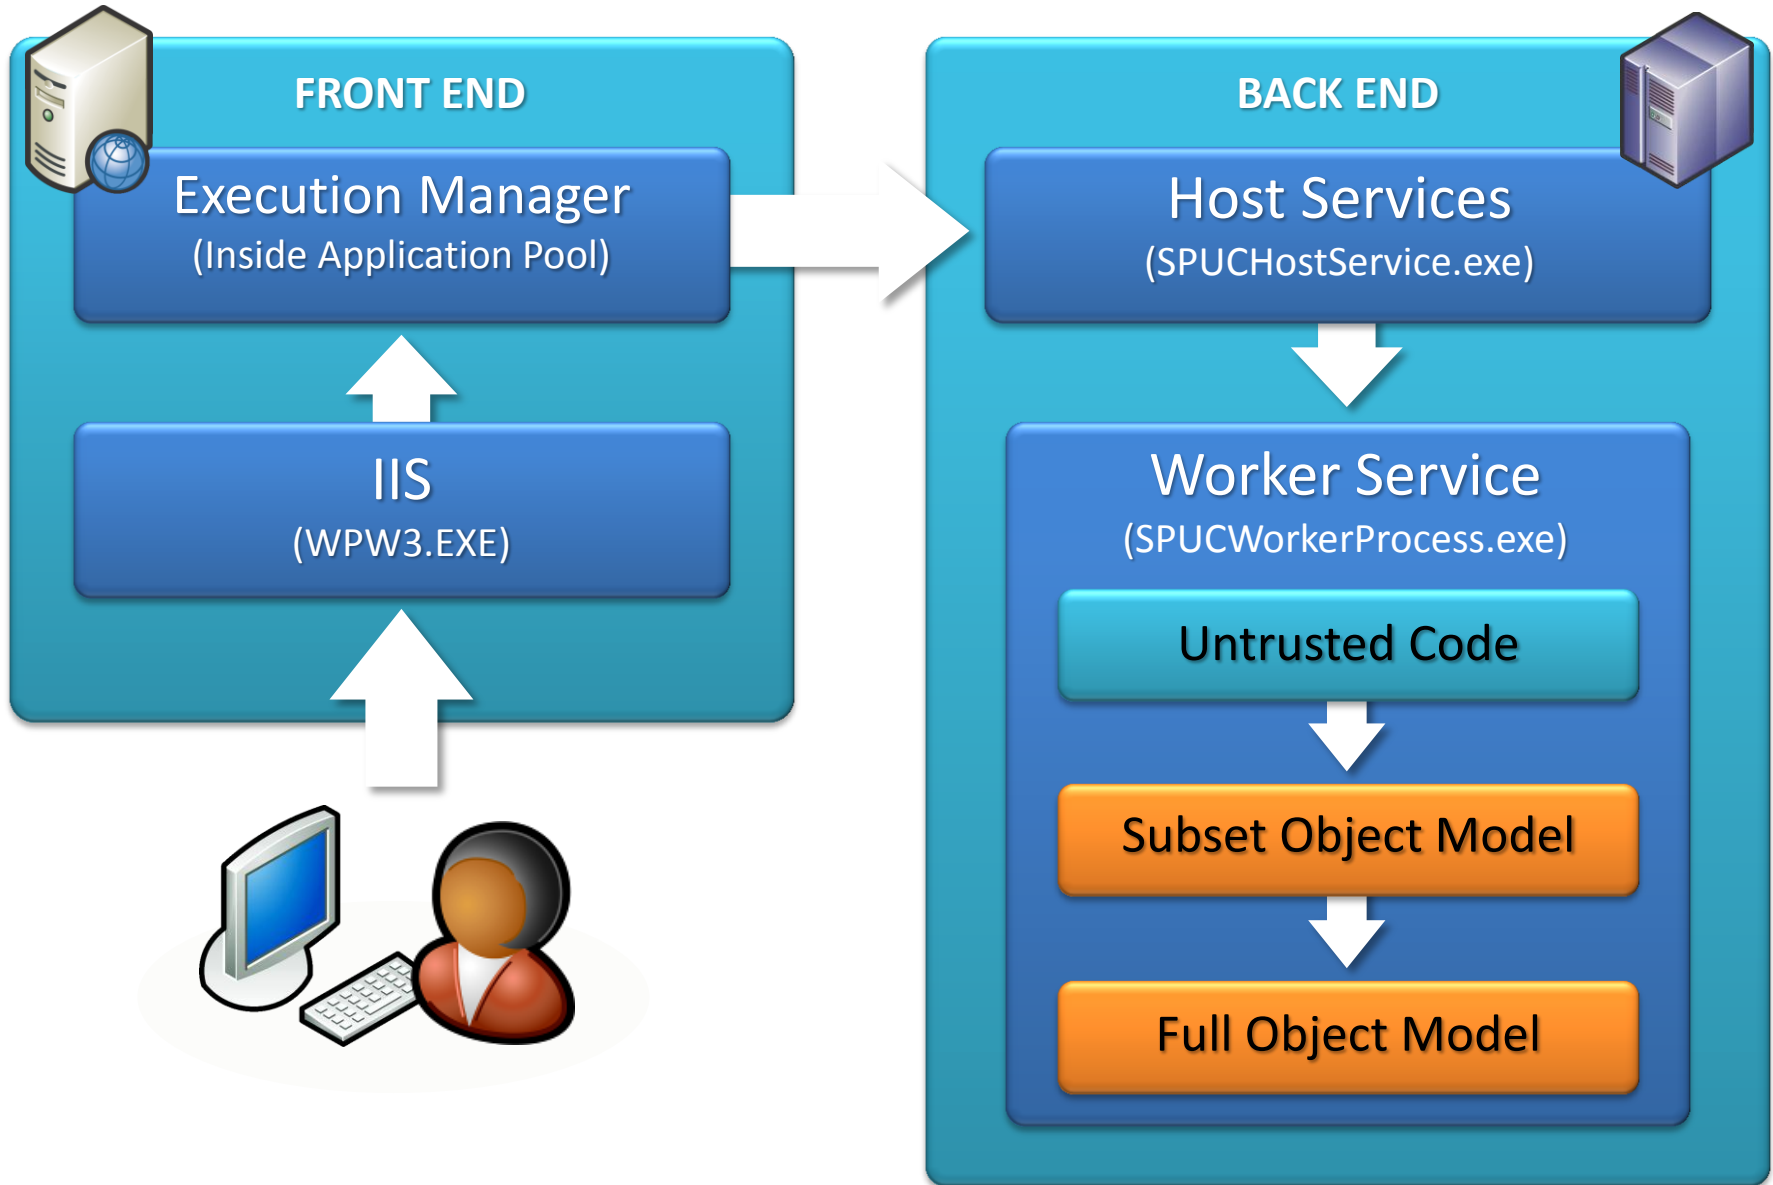 FRONT END
Execution Manager
(Inside Application Pool)
IIS
(WPW3.EXE)
BACK END
Host Services
(SPUCHostService.exe)
Worker Service
(SPUCWorkerProcess.exe)
Untrusted Code
Subset Object Model
Full Object Model